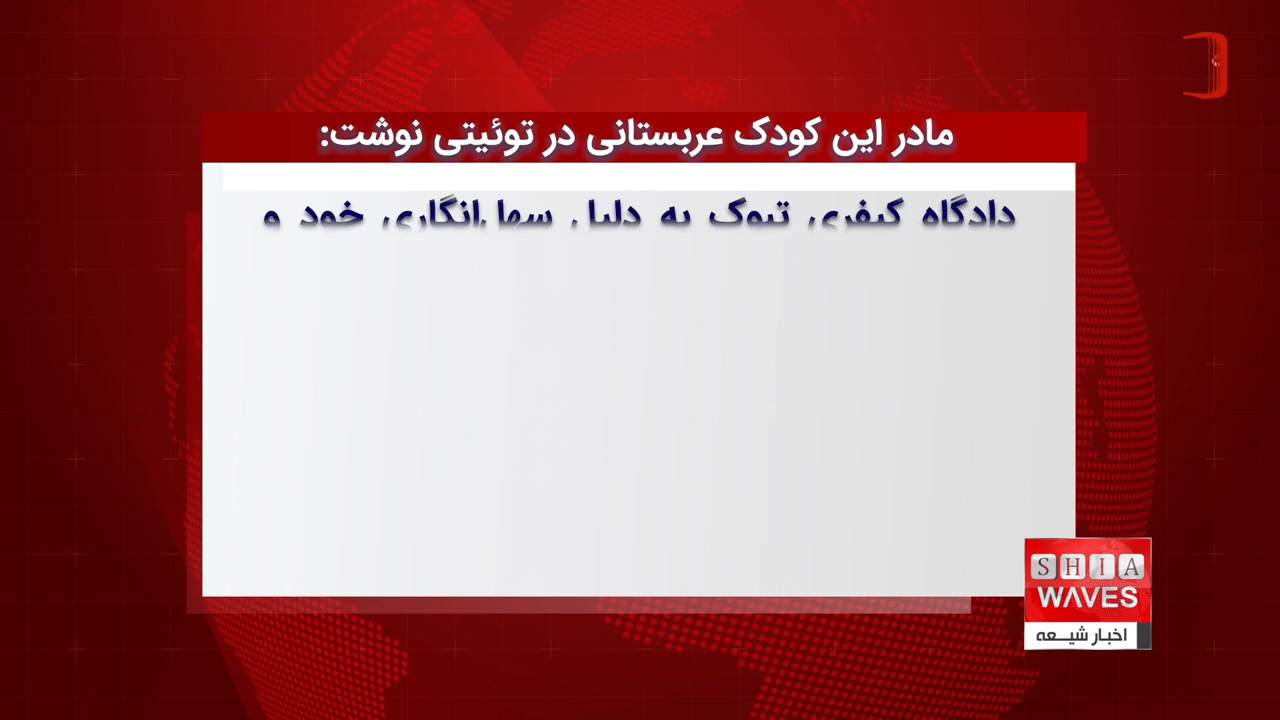 مادر این کودک عربستانی در توئیتی نوشت:
دادگاه کیفری تبوک به دلیل سهل‌انگاری خود و
SHIA
WAVES
اخبار شیعه